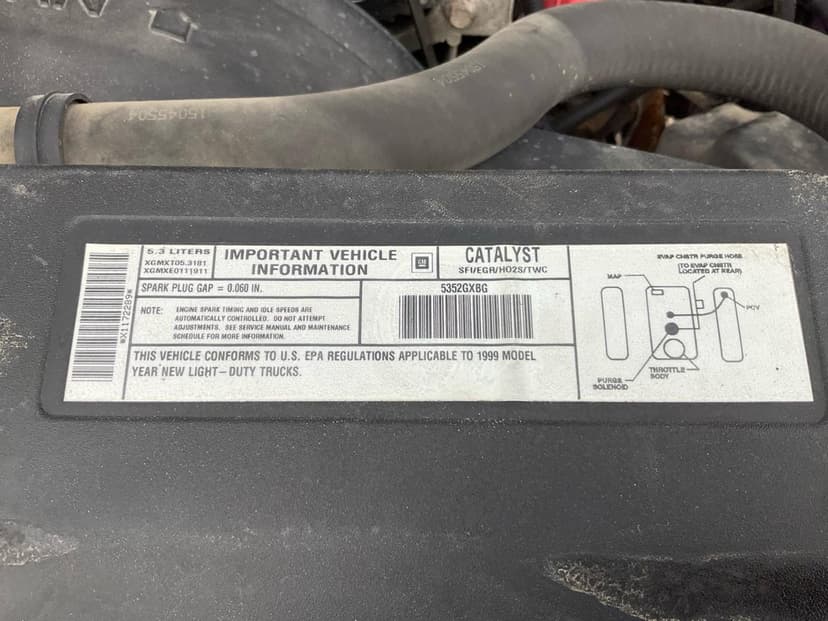 15045504
5.3 LITERS
XGMXT05.3181
XGMXE0111911
IMPORTANT VEHICLE
INFORMATION
GM
CATALYST
SFI/EGR/HO2S/TWC
SPARK PLUG GAP = 0.060 IN.
NOTE: ENGINE SPARK TIMING AND IDLE SPEEDS ARE
AUTOMATICALLY CONTROLLED. DO NOT ATTEMPT
ADJUSTMENTS. SEE SERVICE MANUAL AND MAINTENANCE
SCHEDULE FOR MORE INFORMATION.
5352GXBG
THIS VEHICLE CONFORMS TO U.S. EPA REGULATIONS APPLICABLE TO 1999 MODEL
YEAR NEW LIGHT-DUTY TRUCKS.
*X1172289*
EVAP CNSTR PURGE HOSE
(TO EVAP CNSTR
LOCATED AT REAR)
MAP
PCV
THROTTLE
BODY
PURGE
SOLENOID